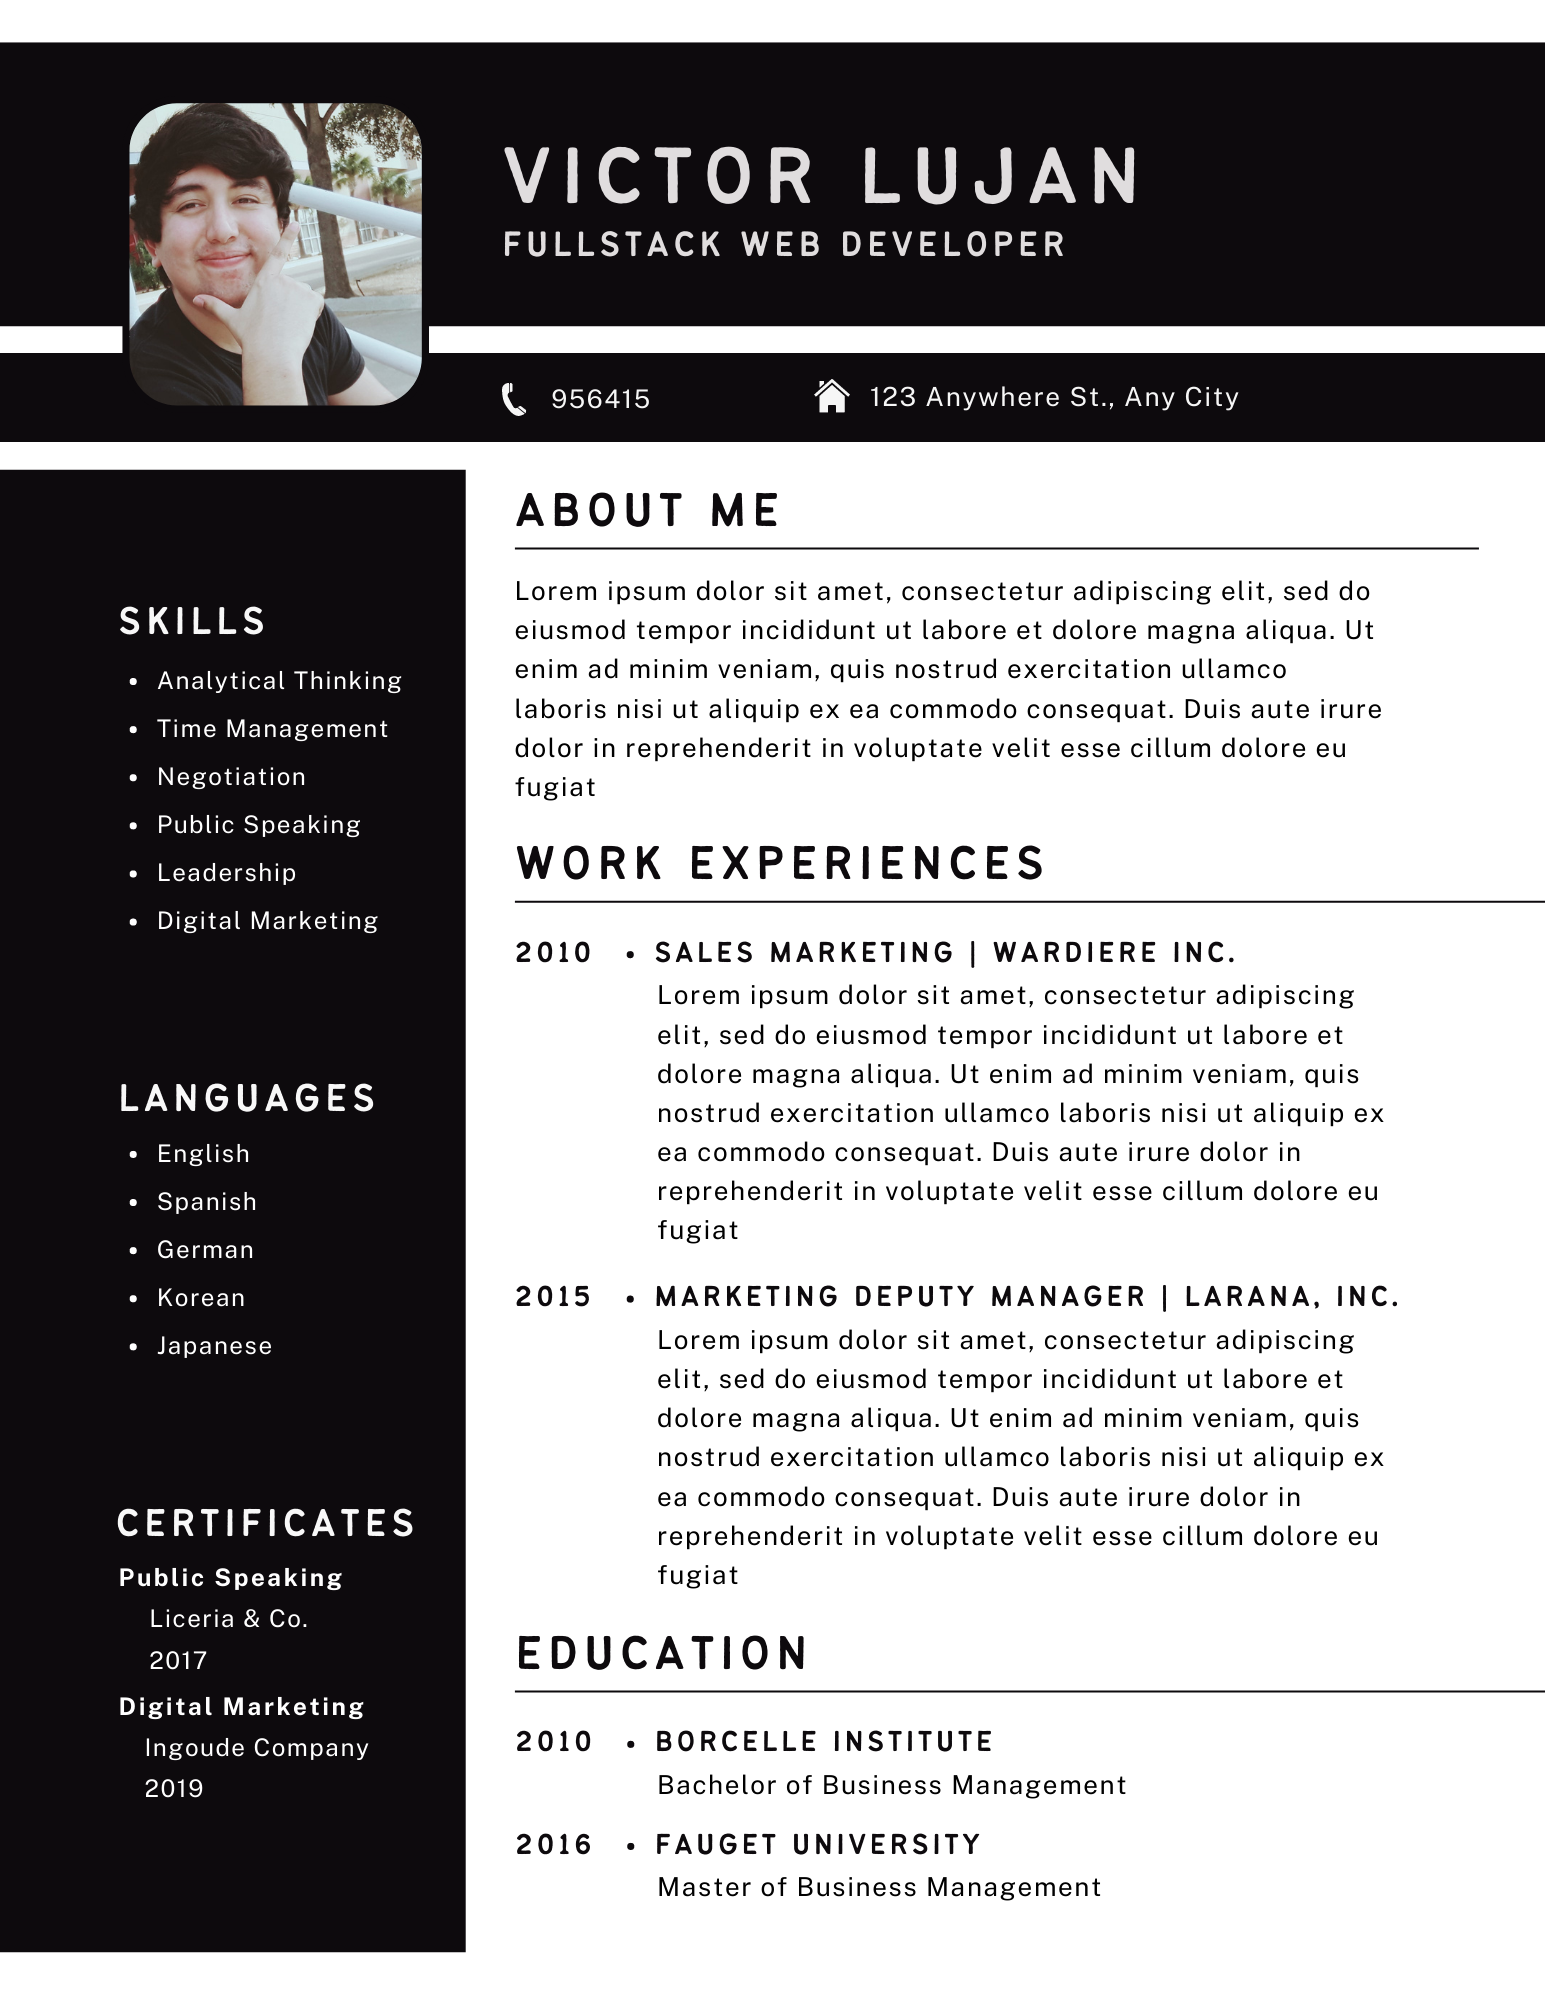 VICTOR LUJAN
FULLSTACK WEB DEVELOPER
956415
123 Anywhere St., Any City
SKILLS
• Analytical Thinking
• Time Management
• Negotiation
• Public Speaking
• Leadership
• Digital Marketing
LANGUAGES
• English
• Spanish
• German
• Korean
• Japanese
CERTIFICATES
Public Speaking
Liceria & Co.
2017
Digital Marketing
Ingoude Company
2019
ABOUT ME
Lorem ipsum dolor sit amet, consectetur adipiscing elit, sed do
eiusmod tempor incididunt ut labore et dolore magna aliqua. Ut
enim ad minim veniam, quis nostrud exercitation ullamco
laboris nisi ut aliquip ex ea commodo consequat. Duis aute irure
dolor in reprehenderit in voluptate velit esse cillum dolore eu
fugiat
WORK EXPERIENCES
2010 • SALES MARKETING | WARDIERE INC.
Lorem ipsum dolor sit amet, consectetur adipiscing
elit, sed do eiusmod tempor incididunt ut labore et
dolore magna aliqua. Ut enim ad minim veniam, quis
nostrud exercitation ullamco laboris nisi ut aliquip ex
ea commodo consequat. Duis aute irure dolor in
reprehenderit in voluptate velit esse cillum dolore eu
fugiat
2015 • MARKETING DEPUTY MANAGER | LARANA, INC.
Lorem ipsum dolor sit amet, consectetur adipiscing
elit, sed do eiusmod tempor incididunt ut labore et
dolore magna aliqua. Ut enim ad minim veniam, quis
nostrud exercitation ullamco laboris nisi ut aliquip ex
ea commodo consequat. Duis aute irure dolor in
reprehenderit in voluptate velit esse cillum dolore eu
fugiat
EDUCATION
2010 • BORCELLE INSTITUTE
Bachelor of Business Management
2016 • FAUGET UNIVERSITY
Master of Business Management